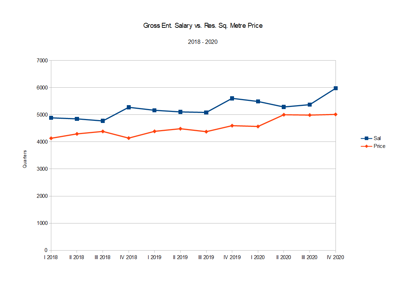 Gross Ent. Salary vs. Res. Sq. Metre Price
2018 - 2020
7000
6000
5000
4000
3000
2000
1000
0
Quarters
I 2018 II 2018 III 2018 IV 2018 I 2019 II 2019 III 2019 IV 2019 I 2020 II 2020 III 2020 IV 2020
Sal
Price